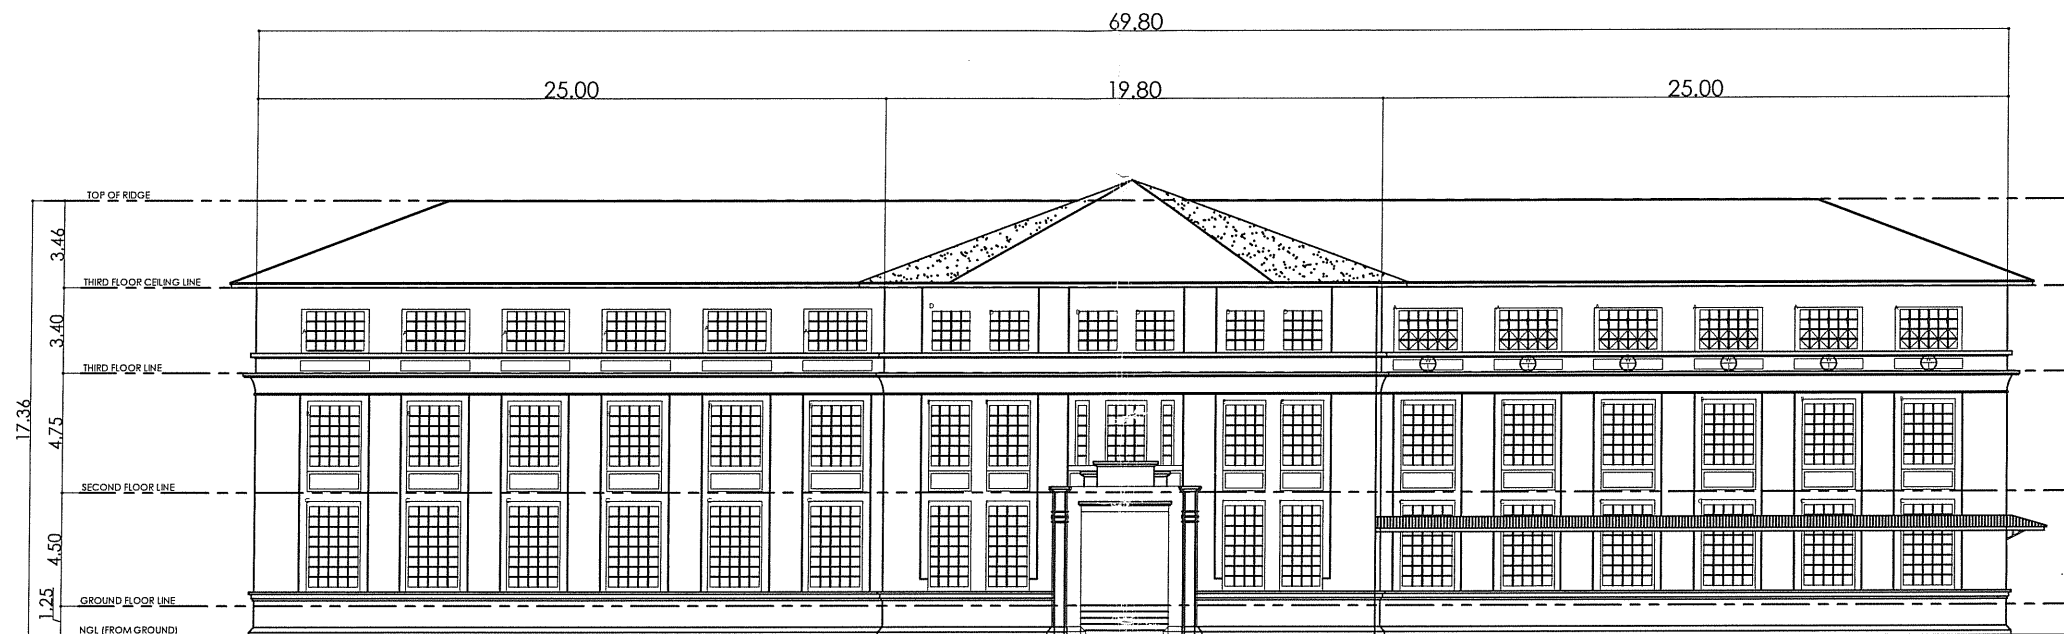 69.80
25.00 19.80 25.00
TOP OF RIDGE
3.46
THIRD FLOOR CEILING LINE
3.40
THIRD FLOOR LINE
17.36
4.75
SECOND FLOOR LINE
4.50
GROUND FLOOR LINE
1.25
NGL (FROM GROUND)
D